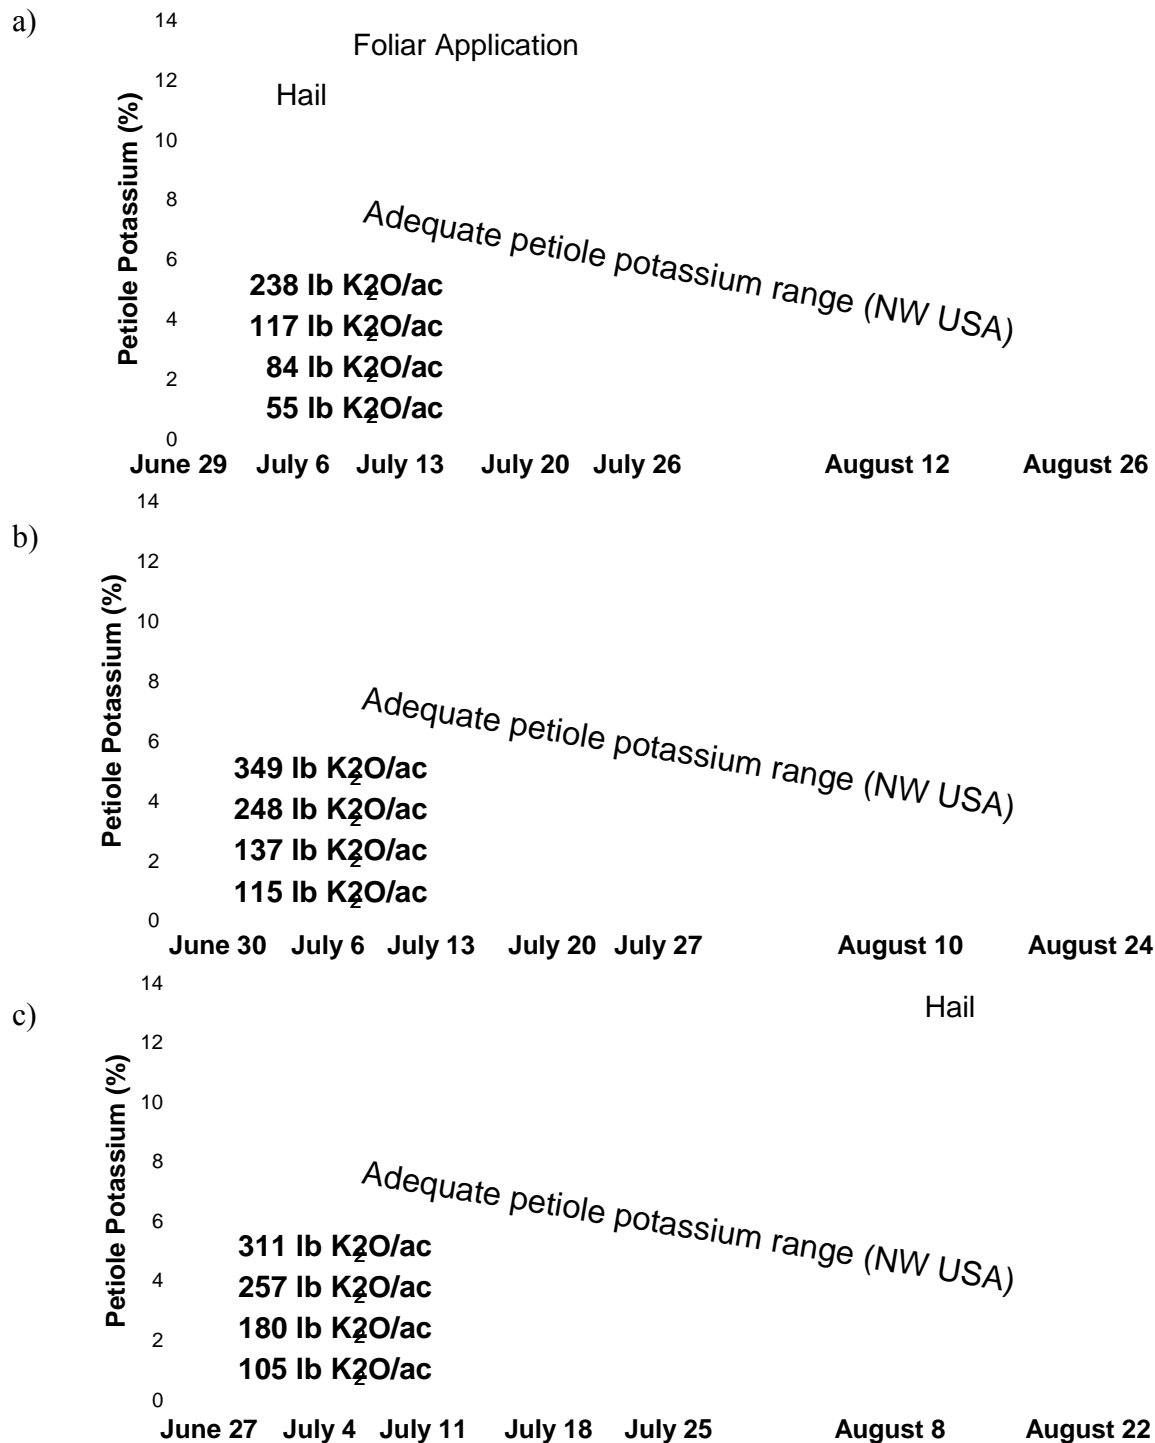 a)
14
Foliar Application
12
Hail
10
8
6
4
2
0
Petiole Potassium (%)
Adequate petiole potassium range (NW USA)
238 lb K2O/ac
117 lb K2O/ac
84 lb K2O/ac
55 lb K2O/ac
June 29 July 6 July 13 July 20 July 26 August 12 August 26
b)
14
12
10
8
6
4
2
0
Petiole Potassium (%)
Adequate petiole potassium range (NW USA)
349 lb K2O/ac
248 lb K2O/ac
137 lb K2O/ac
115 lb K2O/ac
June 30 July 6 July 13 July 20 July 27 August 10 August 24
c)
14
Hail
12
10
8
6
4
2
0
Petiole Potassium (%)
Adequate petiole potassium range (NW USA)
311 lb K2O/ac
257 lb K2O/ac
180 lb K2O/ac
105 lb K2O/ac
June 27 July 4 July 11 July 18 July 25 August 8 August 22